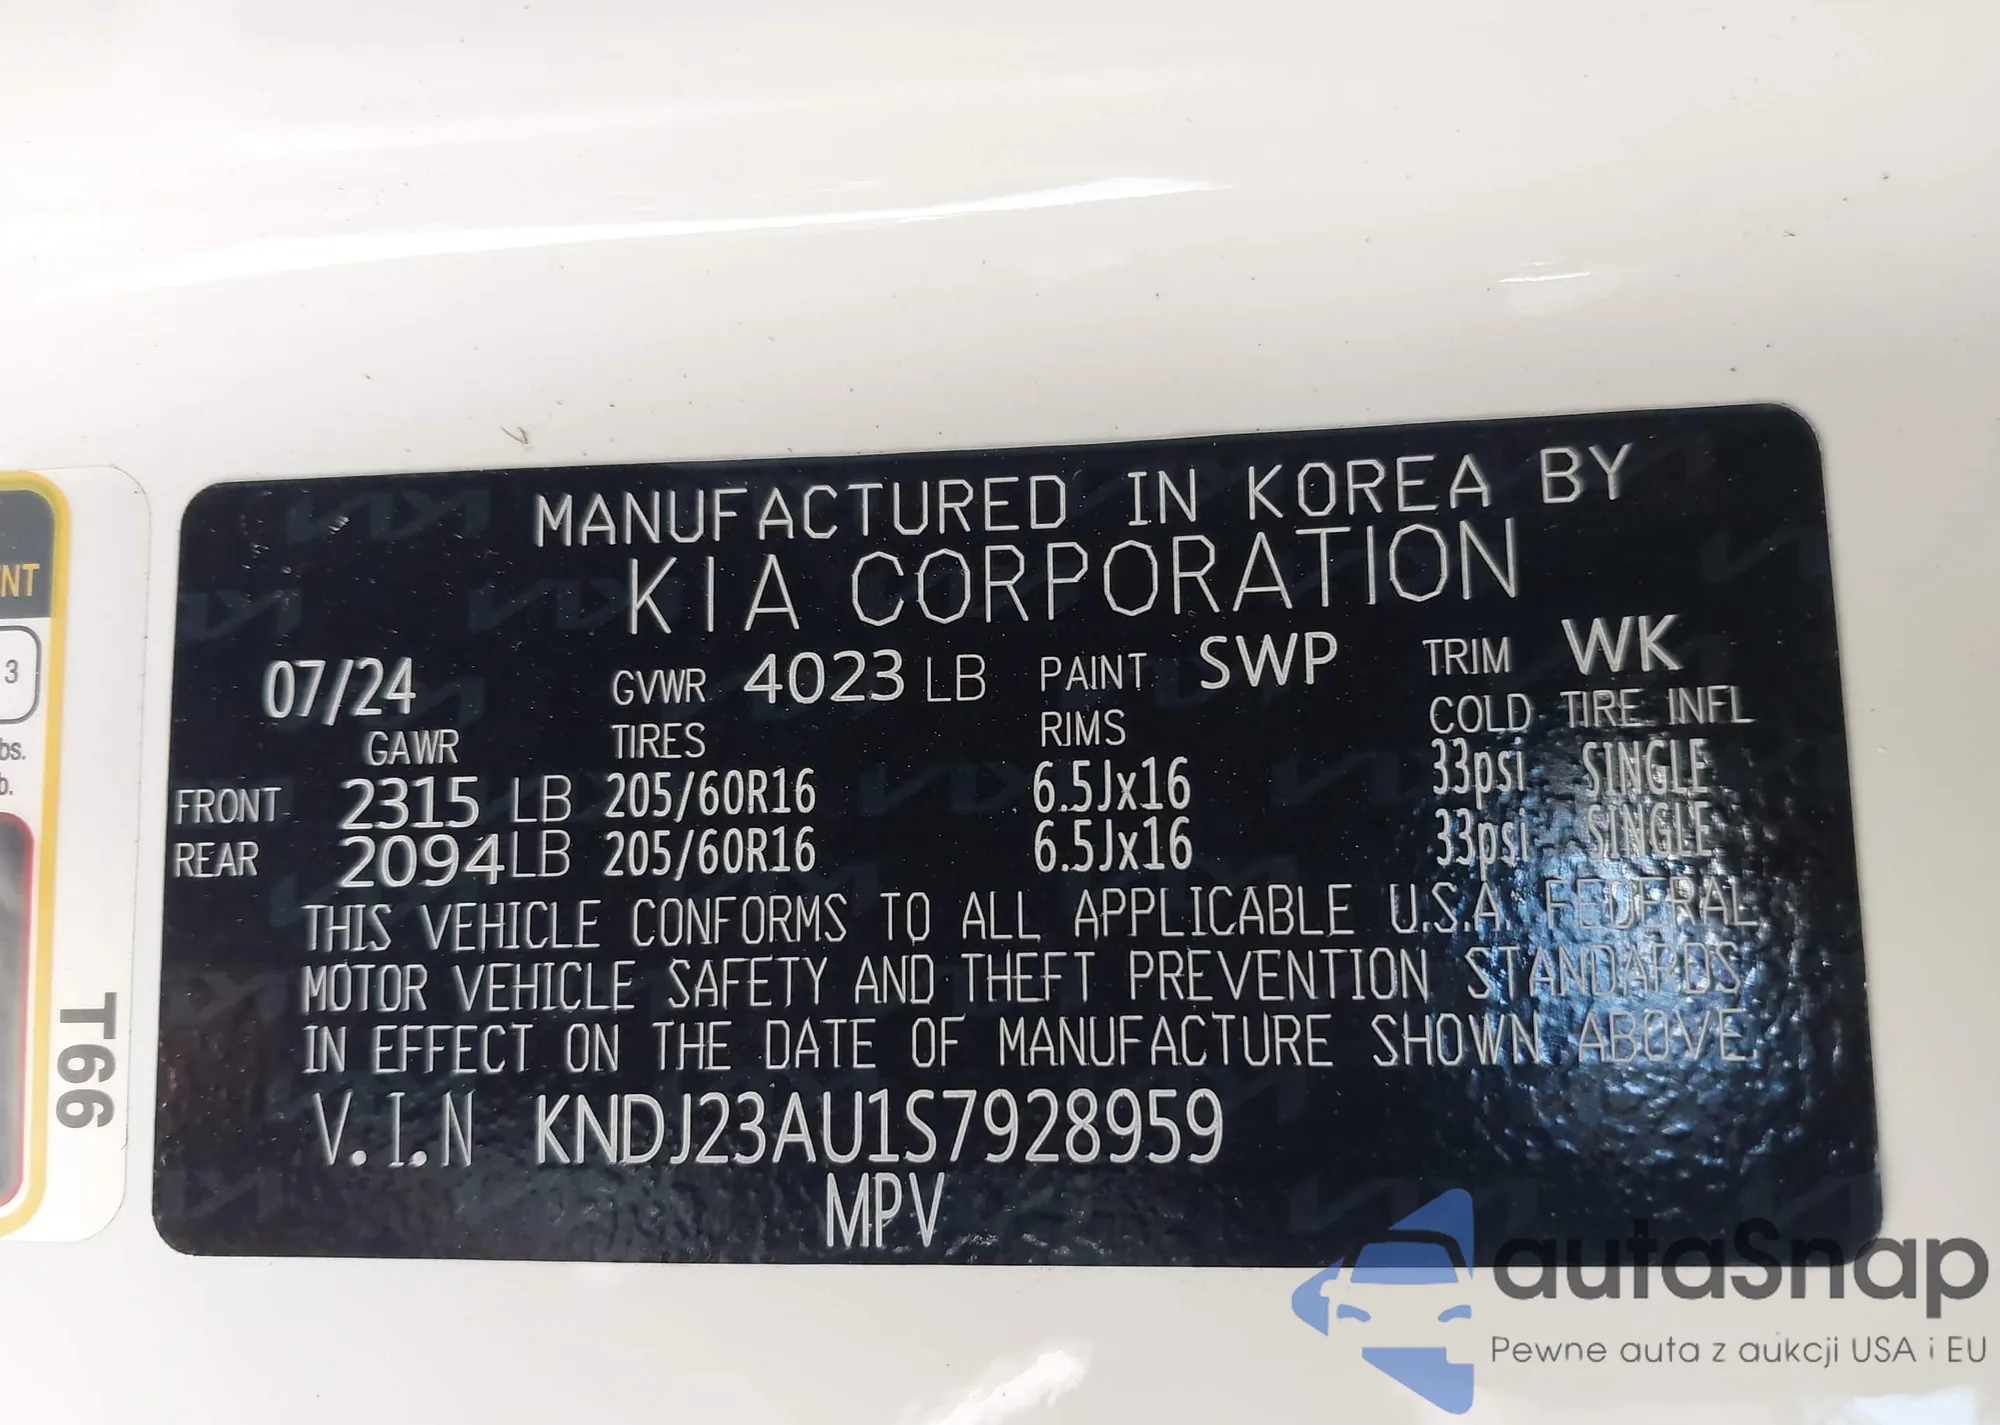 MANUFACTURED IN KOREA BY
KIA CORPORATION
07/24 GVWR 4023 LB PAINT SWP TRIM WK
GAWR TIRES RIMS COLD TIRE INFL
FRONT 2315 LB 205/60R16 6.5Jx16 33psi SINGLE
REAR 2094 LB 205/60R16 6.5Jx16 33psi SINGLE
THIS VEHICLE CONFORMS TO ALL APPLICABLE U.S.A. FEDERAL
MOTOR VEHICLE SAFETY AND THEFT PREVENTION STANDARDS
IN EFFECT ON THE DATE OF MANUFACTURE SHOWN ABOVE.
V.I.N KNDJ23AU1S7928959
MPV
NT
3
bs.
b.
T66
autaSnap
Pewne auta z aukcji USA i EU